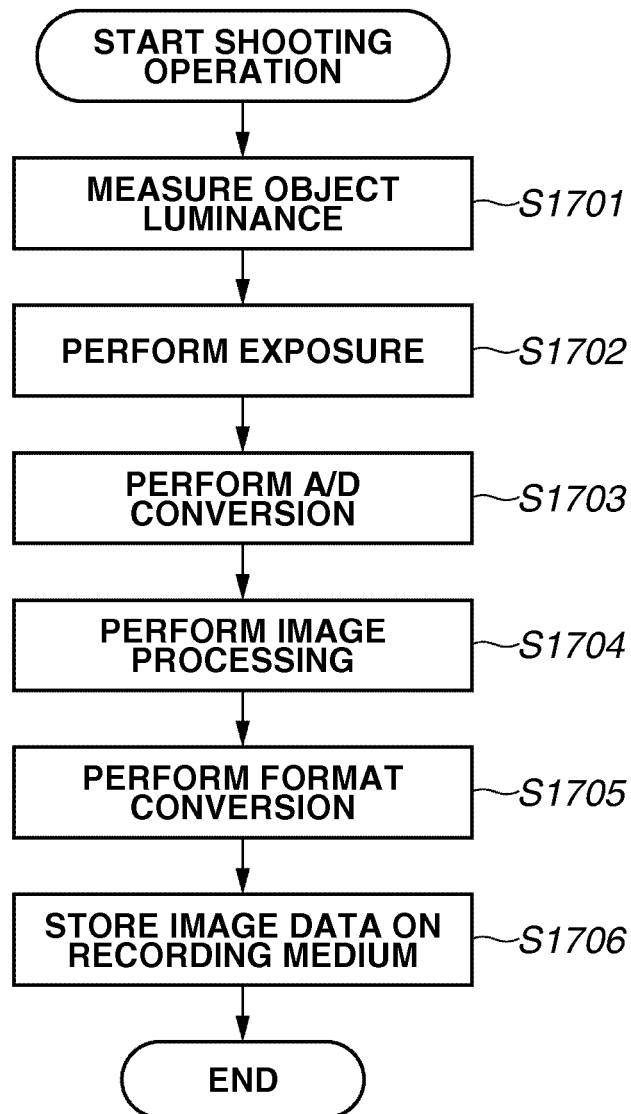 START SHOOTING
OPERATION
MEASURE OBJECT
LUMINANCE
S1701
PERFORM EXPOSURE
S1702
PERFORM A/D
CONVERSION
S1703
PERFORM IMAGE
PROCESSING
S1704
PERFORM FORMAT
CONVERSION
S1705
STORE IMAGE DATA ON
RECORDING MEDIUM
S1706
END